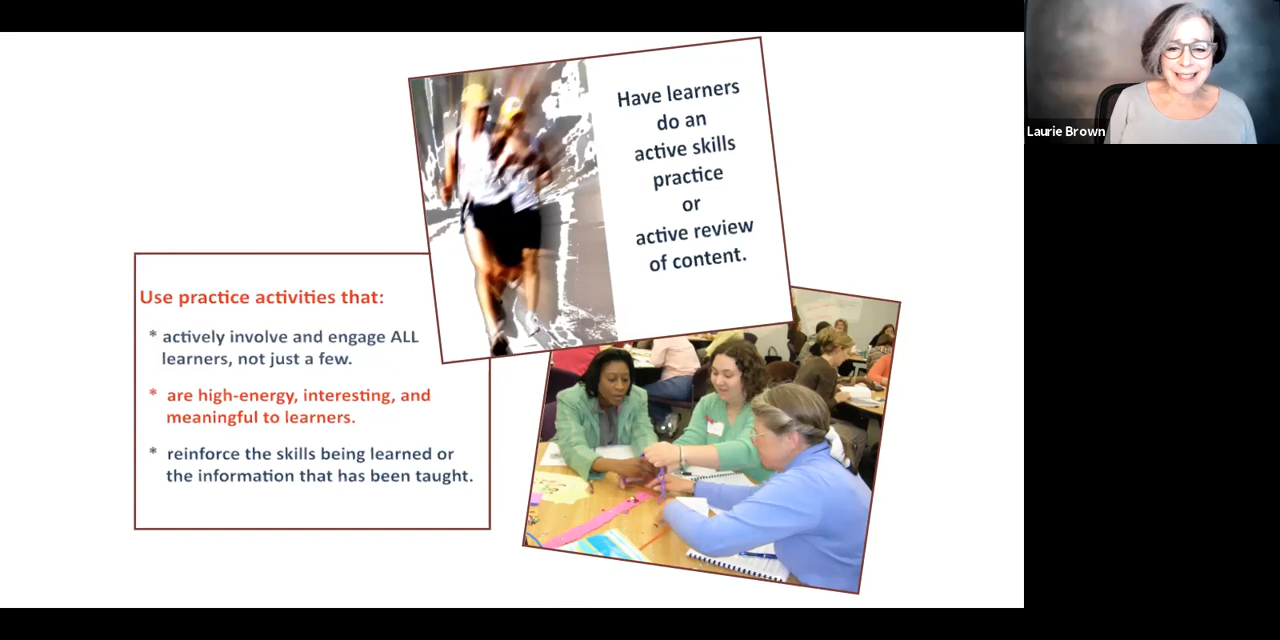 Have learners
do an
active skills
practice
or
active review
of content.
Use practice activities that:
* actively involve and engage ALL
learners, not just a few.
* are high-energy, interesting, and
meaningful to learners.
* reinforce the skills being learned or
the information that has been taught.
Laurie Brown